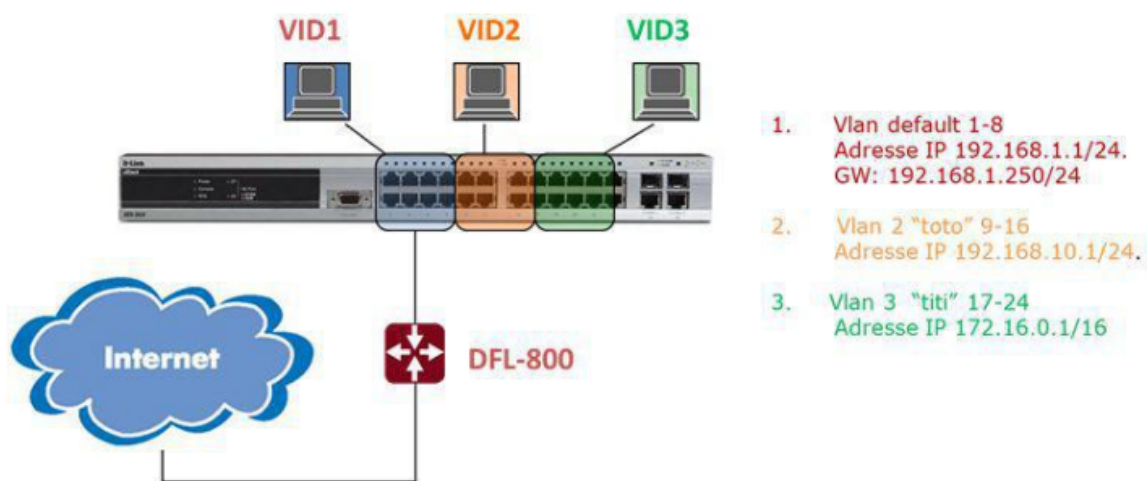 VID1
VID2
VID3
D-Link
1. Vlan default 1-8
Adresse IP 192.168.1.1/24.
GW: 192.168.1.250/24
2. Vlan 2 “toto” 9-16
Adresse IP 192.168.10.1/24.
3. Vlan 3 “titi” 17-24
Adresse IP 172.16.0.1/16
Internet
DFL-800